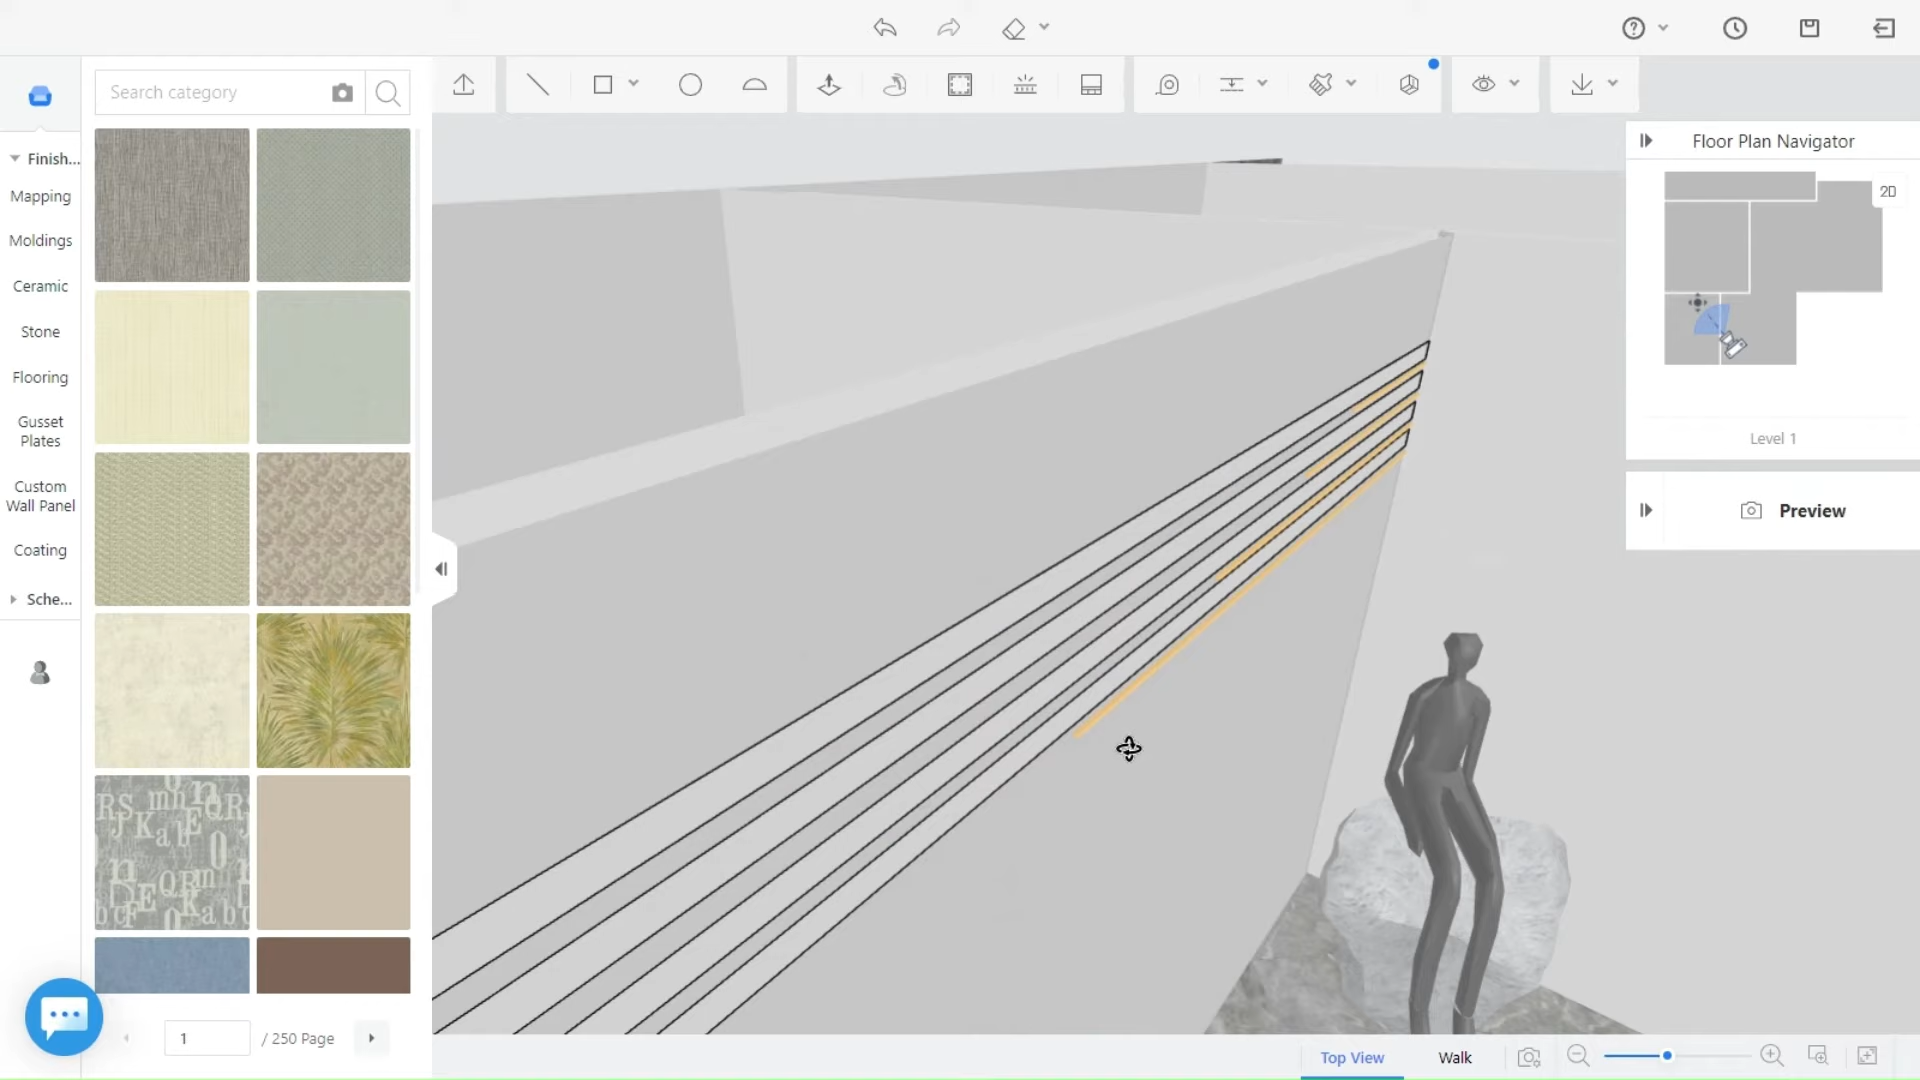 Search category
Finish...
Mapping
Moldings
Ceramic
Stone
Flooring
Gusset
Plates
Custom
Wall Panel
Coating
Sche...
1
/ 250 Page
Floor Plan Navigator
2D
Level 1
Preview
Top View
Walk